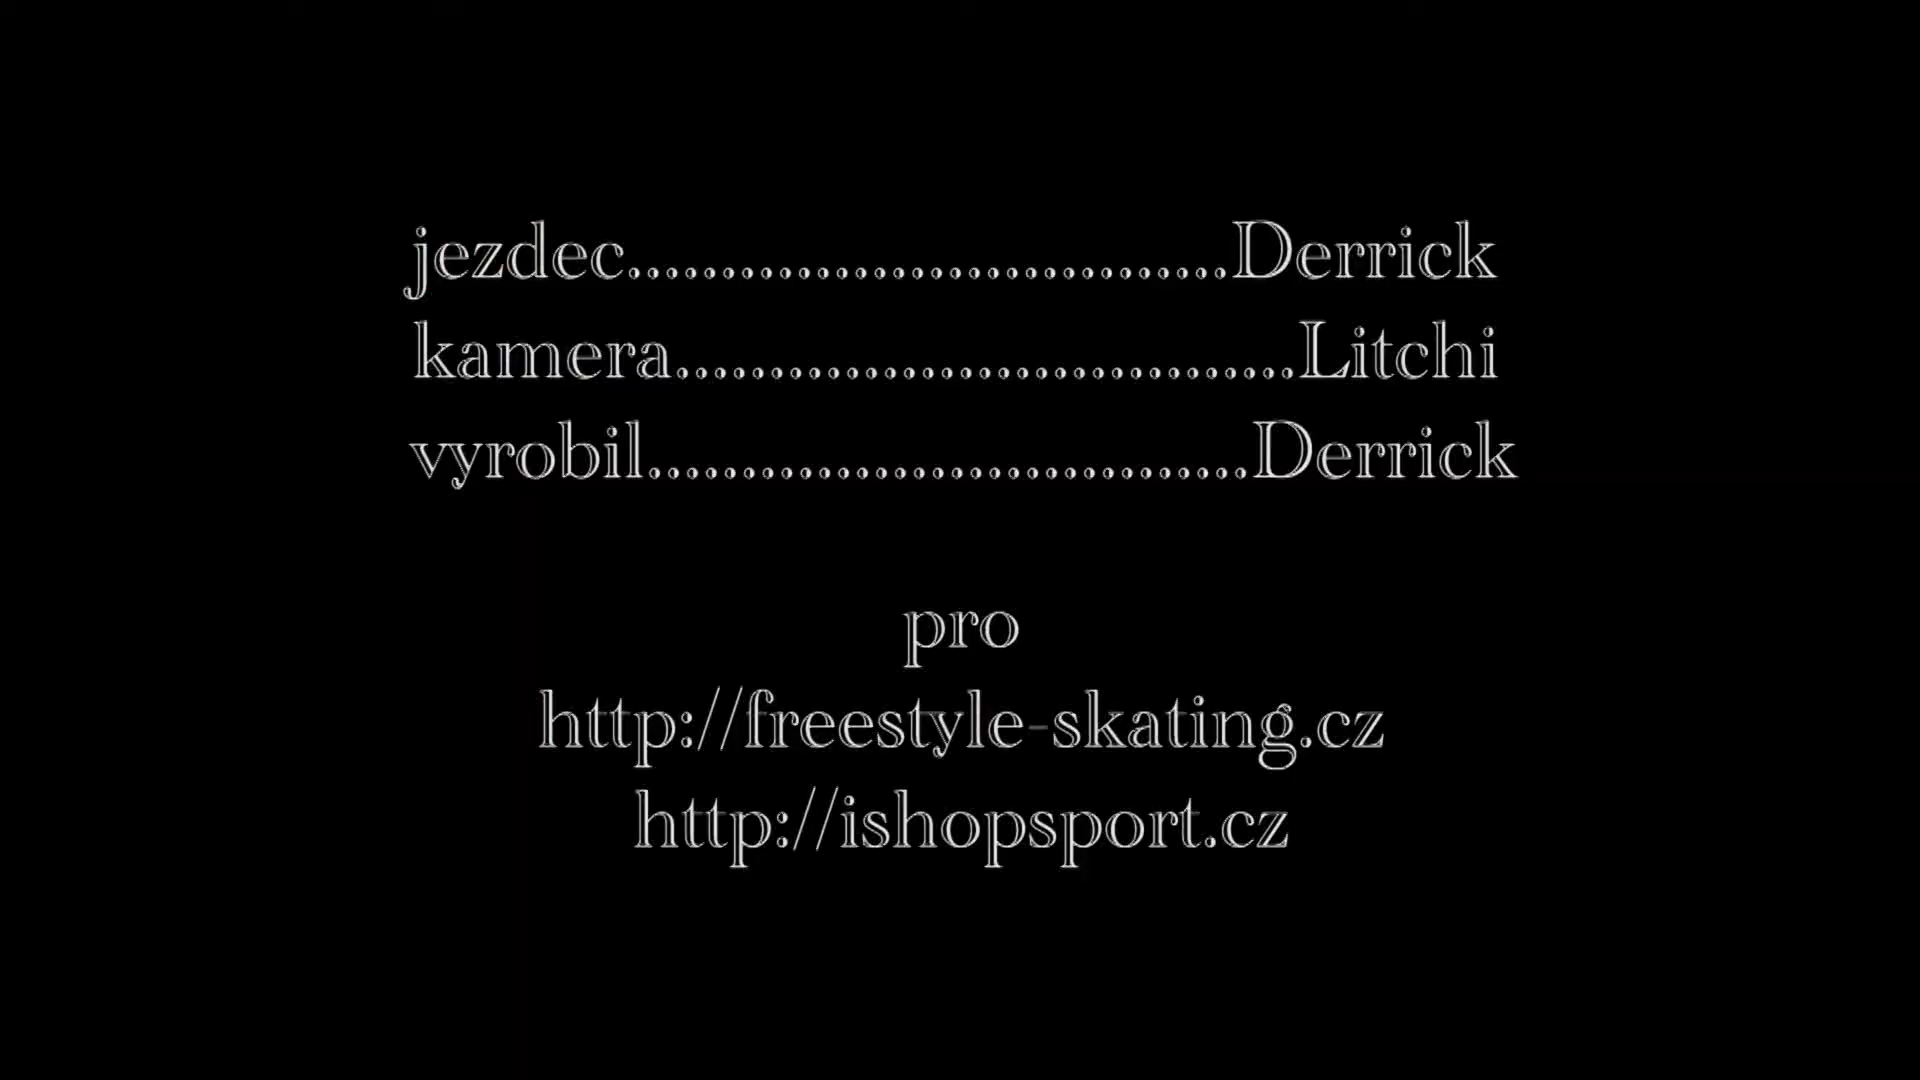 jezdec................................Derrick
kamera.................................Litchi
vyrobil................................Derrick
pro
http://freestyle-skating.cz
http://ishopsport.cz